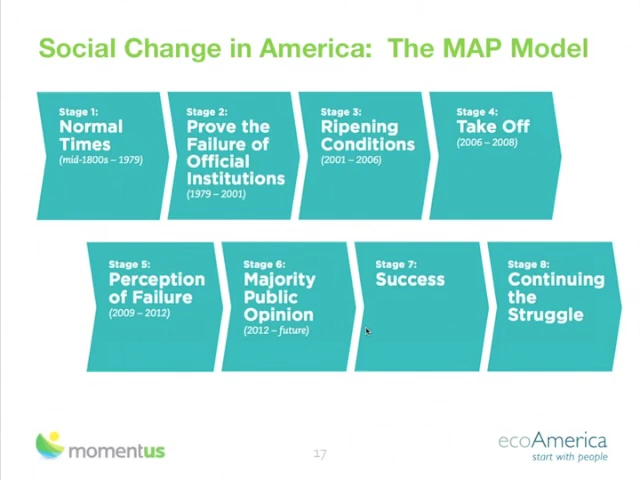 Social Change in America:  The MAP Model
Stage 1:
Normal
Times
(mid-1800s – 1979)
Stage 2:
Prove the
Failure of
Official
Institutions
(1979 – 2001)
Stage 3:
Ripening
Conditions
(2001 – 2006)
Stage 4:
Take Off
(2006 – 2008)
Stage 5:
Perception
of Failure
(2009 – 2012)
Stage 6:
Majority
Public
Opinion
(2012 – future)
Stage 7:
Success
Stage 8:
Continuing
the
Struggle
momentus
17
ecoAmerica
start with people